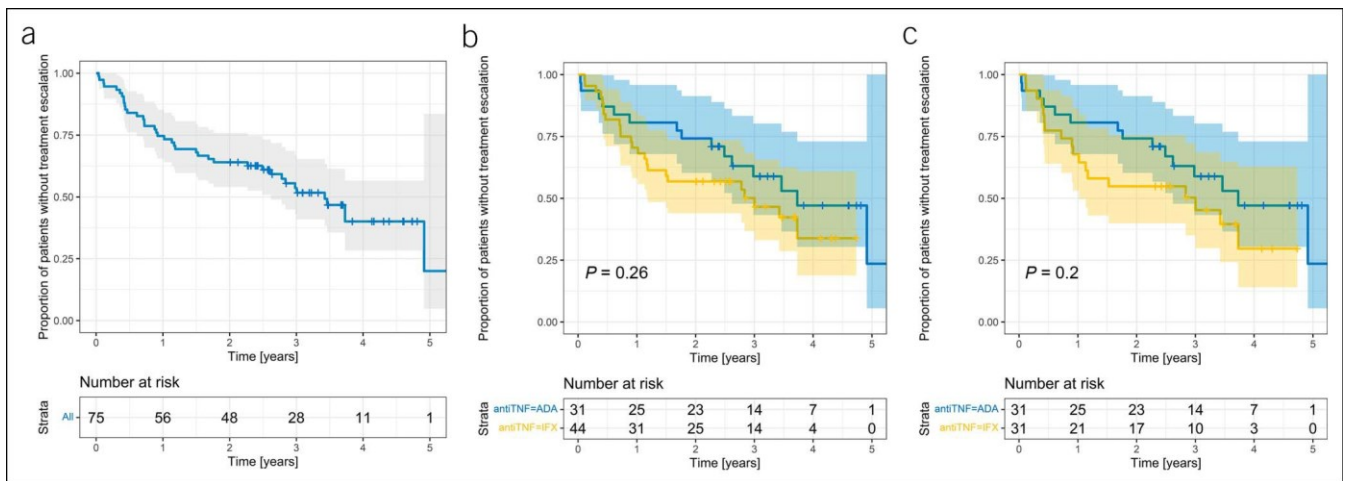 a
Proportion of patients without treatment escalation
1.00
0.75
0.50
0.25
0.00
0 1 2 3 4 5
Time [years]
Number at risk
Strata
All 75 56 48 28 11 1
0 1 2 3 4 5
Time [years]
b
Proportion of patients without treatment escalation
1.00
0.75
0.50
0.25
0.00
P = 0.26
0 1 2 3 4 5
Time [years]
Number at risk
Strata
antiTNF=ADA 31 25 23 14 7 1
antiTNF=IFX 44 31 25 14 4 0
0 1 2 3 4 5
Time [years]
c
Proportion of patients without treatment escalation
1.00
0.75
0.50
0.25
0.00
P = 0.2
0 1 2 3 4 5
Time [years]
Number at risk
Strata
antiTNF=ADA 31 25 23 14 7 1
antiTNF=IFX 31 21 17 10 3 0
0 1 2 3 4 5
Time [years]